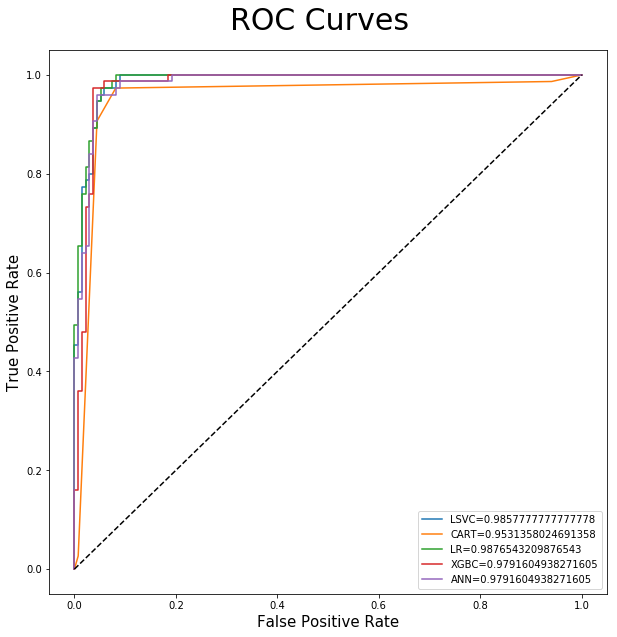 ROC Curves
1.0
0.8
0.6
0.4
0.2
0.0
True Positive Rate
0.0 0.2 0.4 0.6 0.8 1.0
False Positive Rate
LSVC=0.9857777777777778
CART=0.9531358024691358
LR=0.9876543209876543
XGBC=0.9791604938271605
ANN=0.9791604938271605